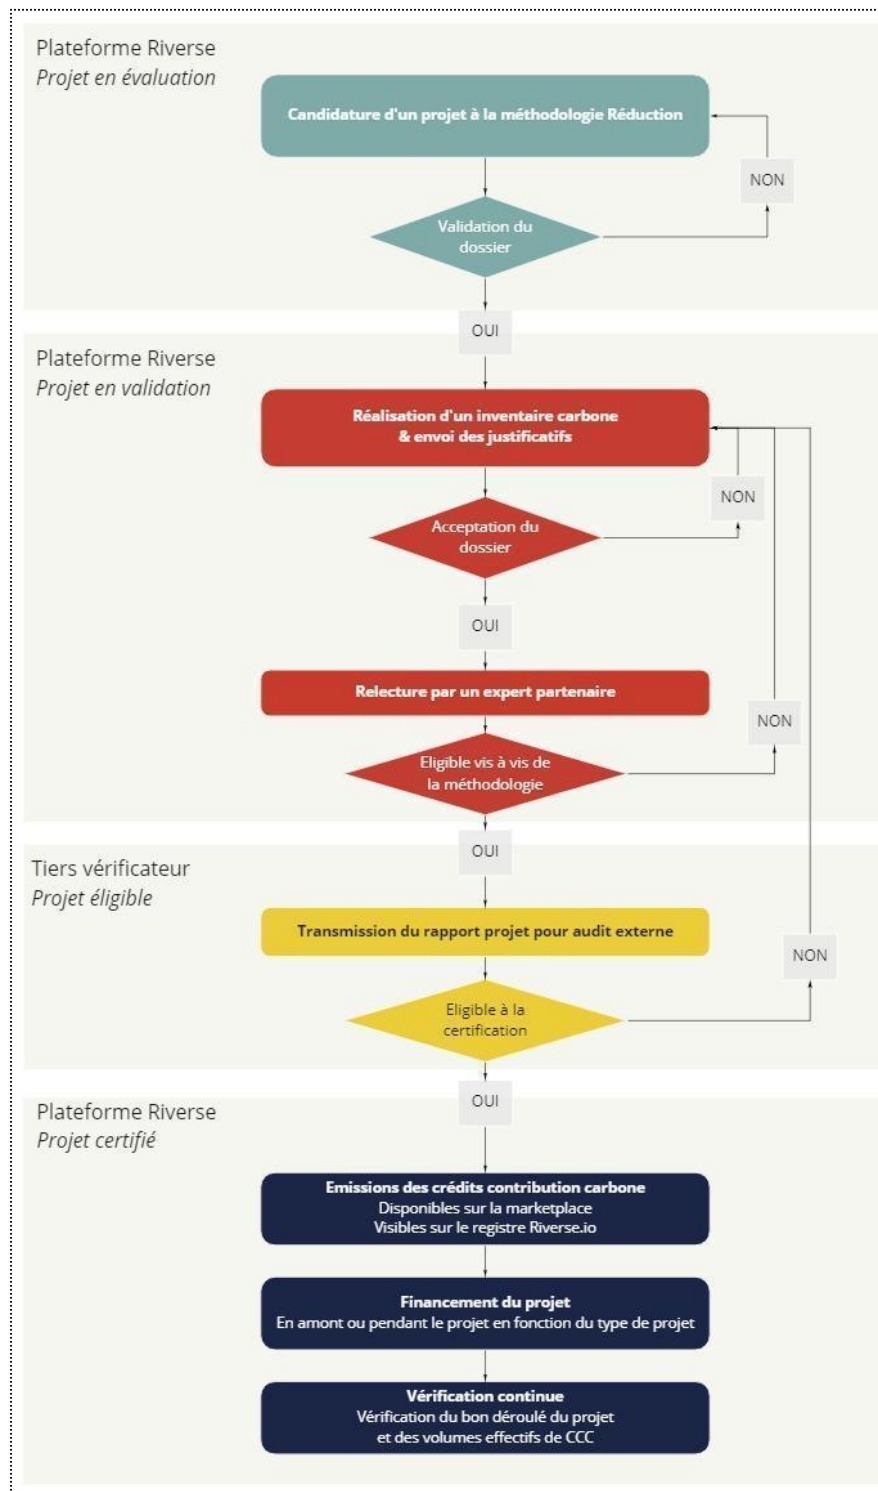 Plateforme Riverse
Projet en évaluation
Candidature d'un projet à la méthodologie Réduction
NON
Validation du
dossier
OUI
Plateforme Riverse
Projet en validation
Réalisation d'un inventaire carbone
& envoi des justificatifs
NON
Acceptation du
dossier
OUI
Relecture par un expert partenaire
NON
Eligible vis à vis de
la méthodologie
OUI
Tiers vérificateur
Projet éligible
Transmission du rapport projet pour audit externe
NON
Eligible à la
certification
OUI
Plateforme Riverse
Projet certifié
Emissions des crédits contribution carbone
Disponibles sur la marketplace
Visibles sur le registre Riverse.io
Financement du projet
En amont ou pendant le projet en fonction du type de projet
Vérification continue
Vérification du bon déroulé du projet
et des volumes effectifs de CCC